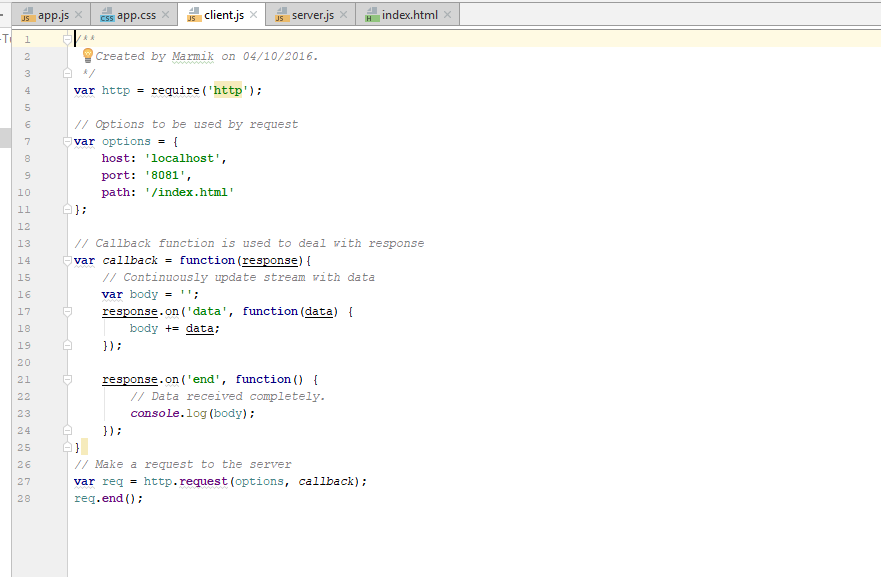 app.js app.css client.js server.js index.html
1 /**
2 Created by Marmik on 04/10/2016.
3 */
4 var http = require('http');
5
6 // Options to be used by request
7 var options = {
8 host: 'localhost',
9 port: '8081',
10 path: '/index.html'
11 };
12
13 // Callback function is used to deal with response
14 var callback = function(response){
15 // Continuously update stream with data
16 var body = '';
17 response.on('data', function(data) {
18 body += data;
19 });
20
21 response.on('end', function() {
22 // Data received completely.
23 console.log(body);
24 });
25 }
26 // Make a request to the server
27 var req = http.request(options, callback);
28 req.end();